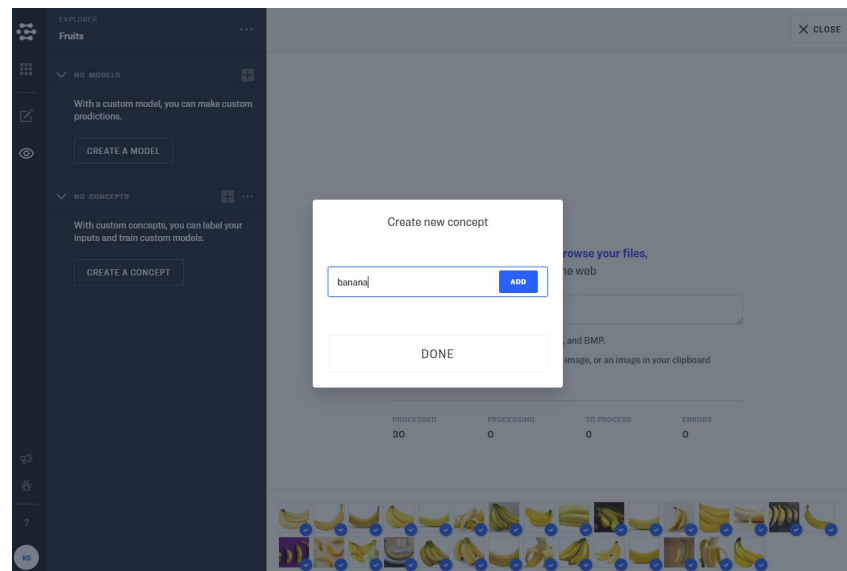 EXPLORER
Fruits
CLOSE
NO MODELS
With a custom model, you can make custom
predictions.
CREATE A MODEL
NO CONCEPTS
With custom concepts, you can label your
inputs and train custom models.
CREATE A CONCEPT
Create new concept
banana
ADD
DONE
rowse your files,
he web
, and BMP.
image, or an image in your clipboard
PROCESSED PROCESSING TO PROCESS ERRORS
30 0 0 0
?
KS